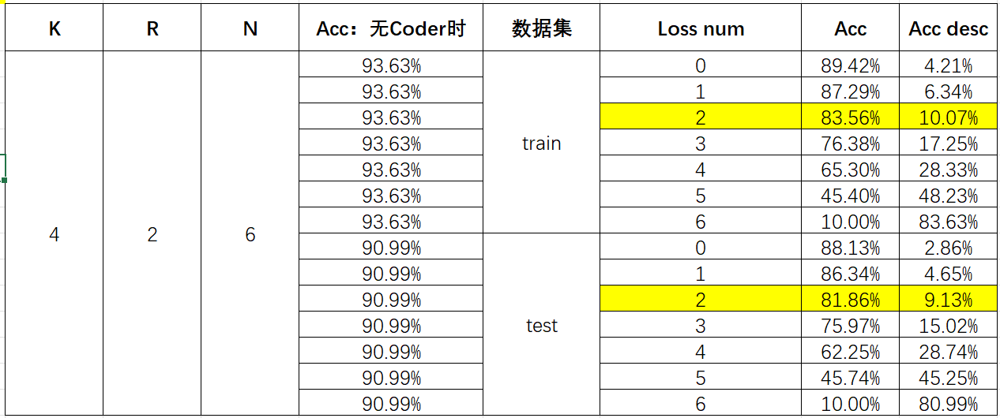 K R N Acc：无Coder时 数据集 Loss num Acc Acc desc
93.63% 0 89.42% 4.21%
93.63% 1 87.29% 6.34%
93.63% 2 83.56% 10.07%
93.63% train 3 76.38% 17.25%
93.63% 4 65.30% 28.33%
93.63% 5 45.40% 48.23%
93.63% 6 10.00% 83.63%
4 2 6
90.99% 0 88.13% 2.86%
90.99% 1 86.34% 4.65%
90.99% 2 81.86% 9.13%
90.99% test 3 75.97% 15.02%
90.99% 4 62.25% 28.74%
90.99% 5 45.74% 45.25%
90.99% 6 10.00% 80.99%